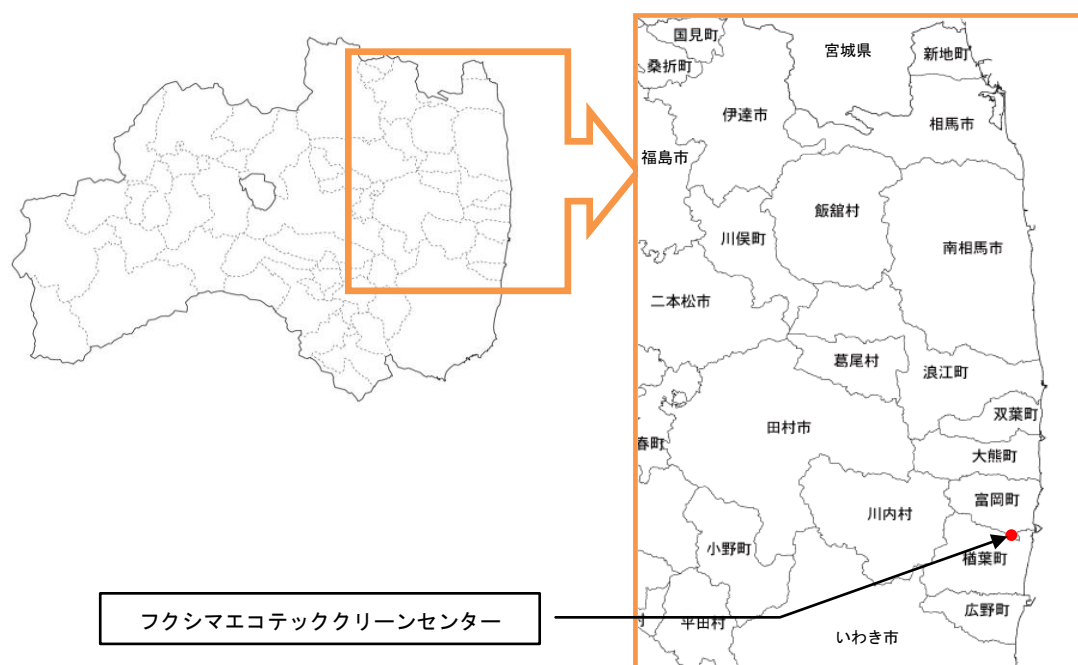 国見町
宮城県
新地町
桑折町
伊達市
相馬市
福島市
飯舘村
川俣町
南相馬市
二本松市
葛尾村
浪江町
双葉町
田村市
春町
大熊町
富岡町
川内村
小野町
楢葉町
広野町
フクシマエコテッククリーンセンター
平田村
いわき市